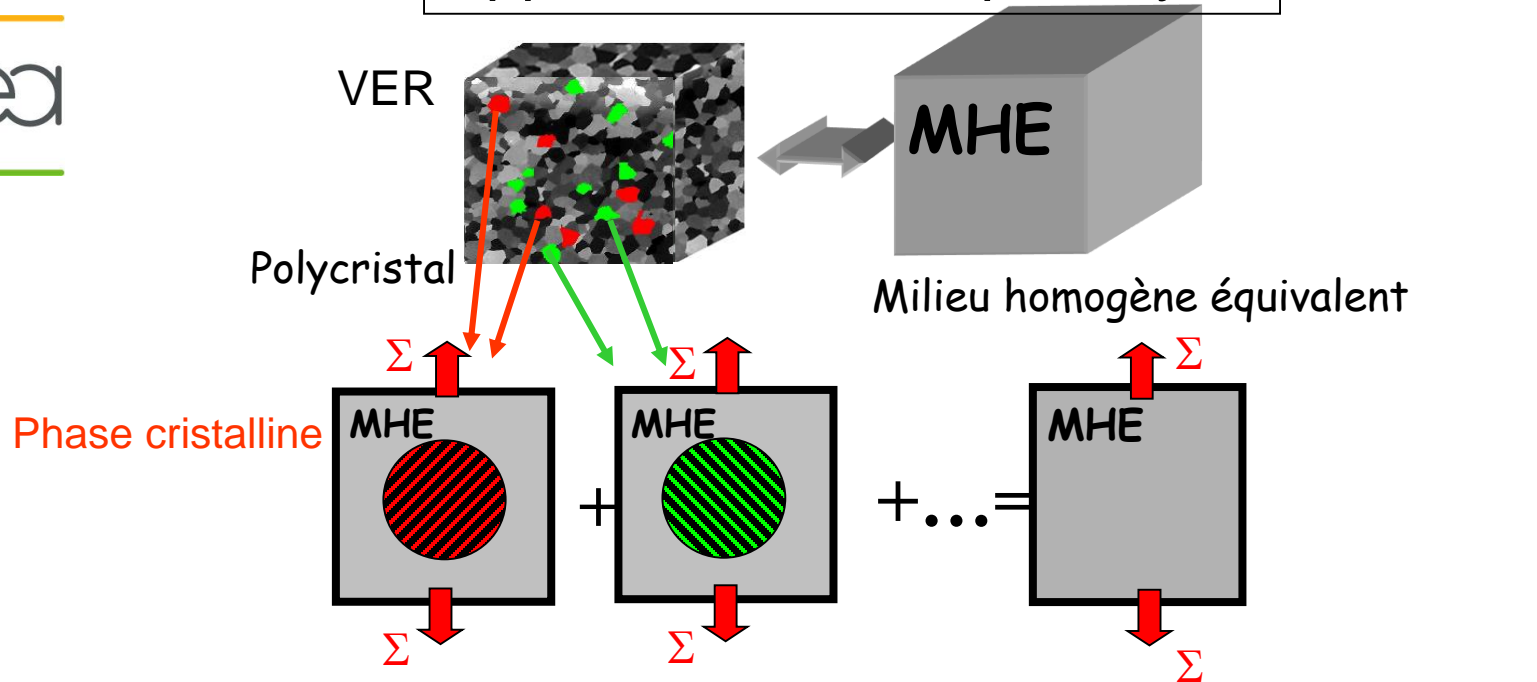 VER
MHE
Polycristal
Milieu homogène équivalent
Σ
Σ
Σ
Phase cristalline
MHE
MHE
MHE
+
+...=
Σ
Σ
Σ